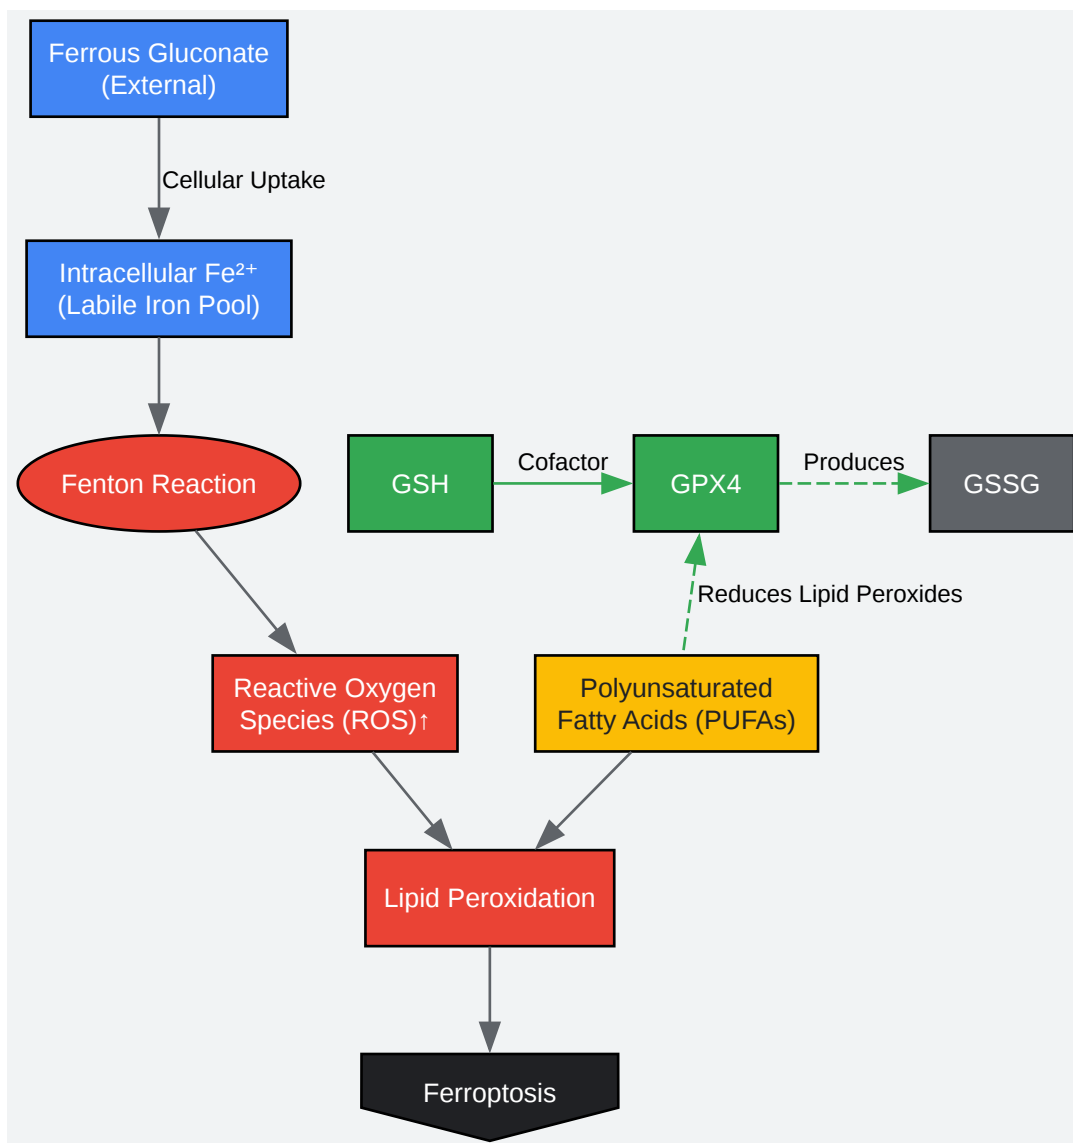 Ferrous Gluconate
(External)
Cellular Uptake
Intracellular Fe²⁺
(Labile Iron Pool)
Fenton Reaction
GSH
Cofactor
GPX4
Produces
GSSG
Reduces Lipid Peroxides
Reactive Oxygen
Species (ROS)↑
Polyunsaturated
Fatty Acids (PUFAs)
Lipid Peroxidation
Ferroptosis